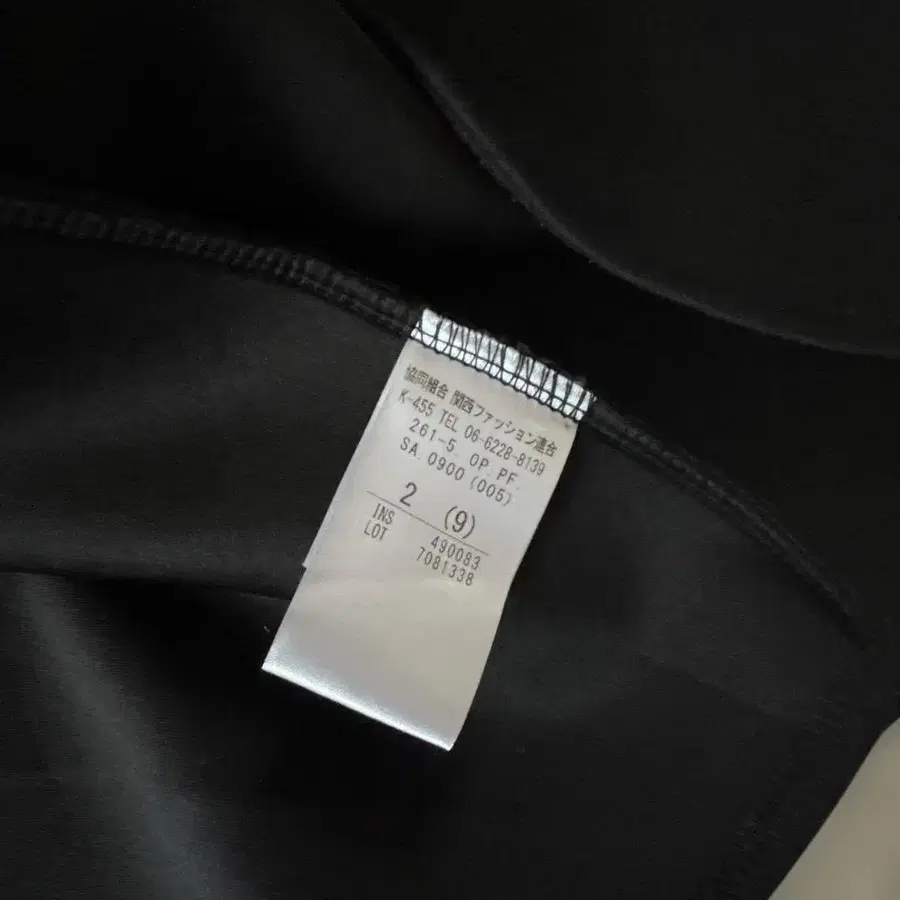 協同組合 関西ファッション連合
K-455 TEL 06-6228-8139
261-5. OP. PF.
SA. 0900 (005)
2 (9)
INS 490083
LOT 7081338